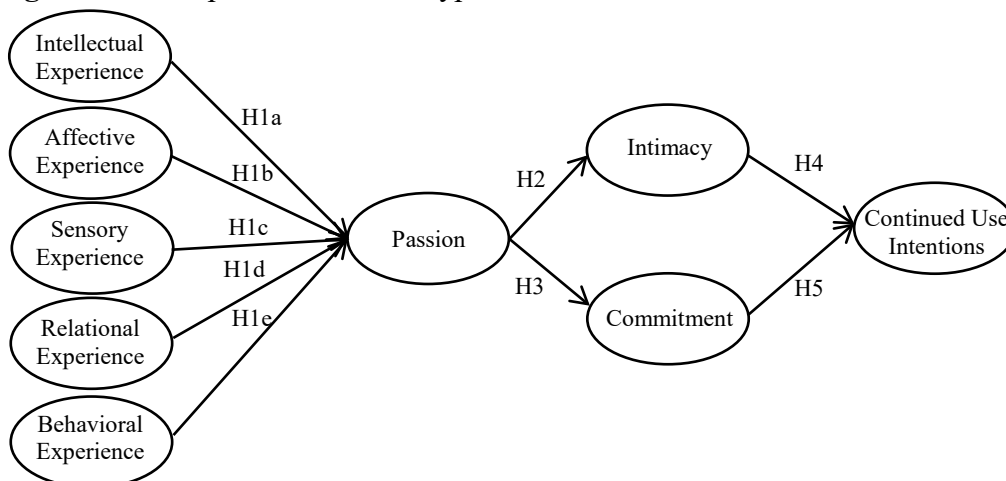 Intellectual
Experience
H1a
Affective
Experience
H1b
Sensory
Experience
H1c
H1d
Relational
Experience
H1e
Behavioral
Experience
Passion
H2
H3
Intimacy
Commitment
H4
H5
Continued Use
Intentions